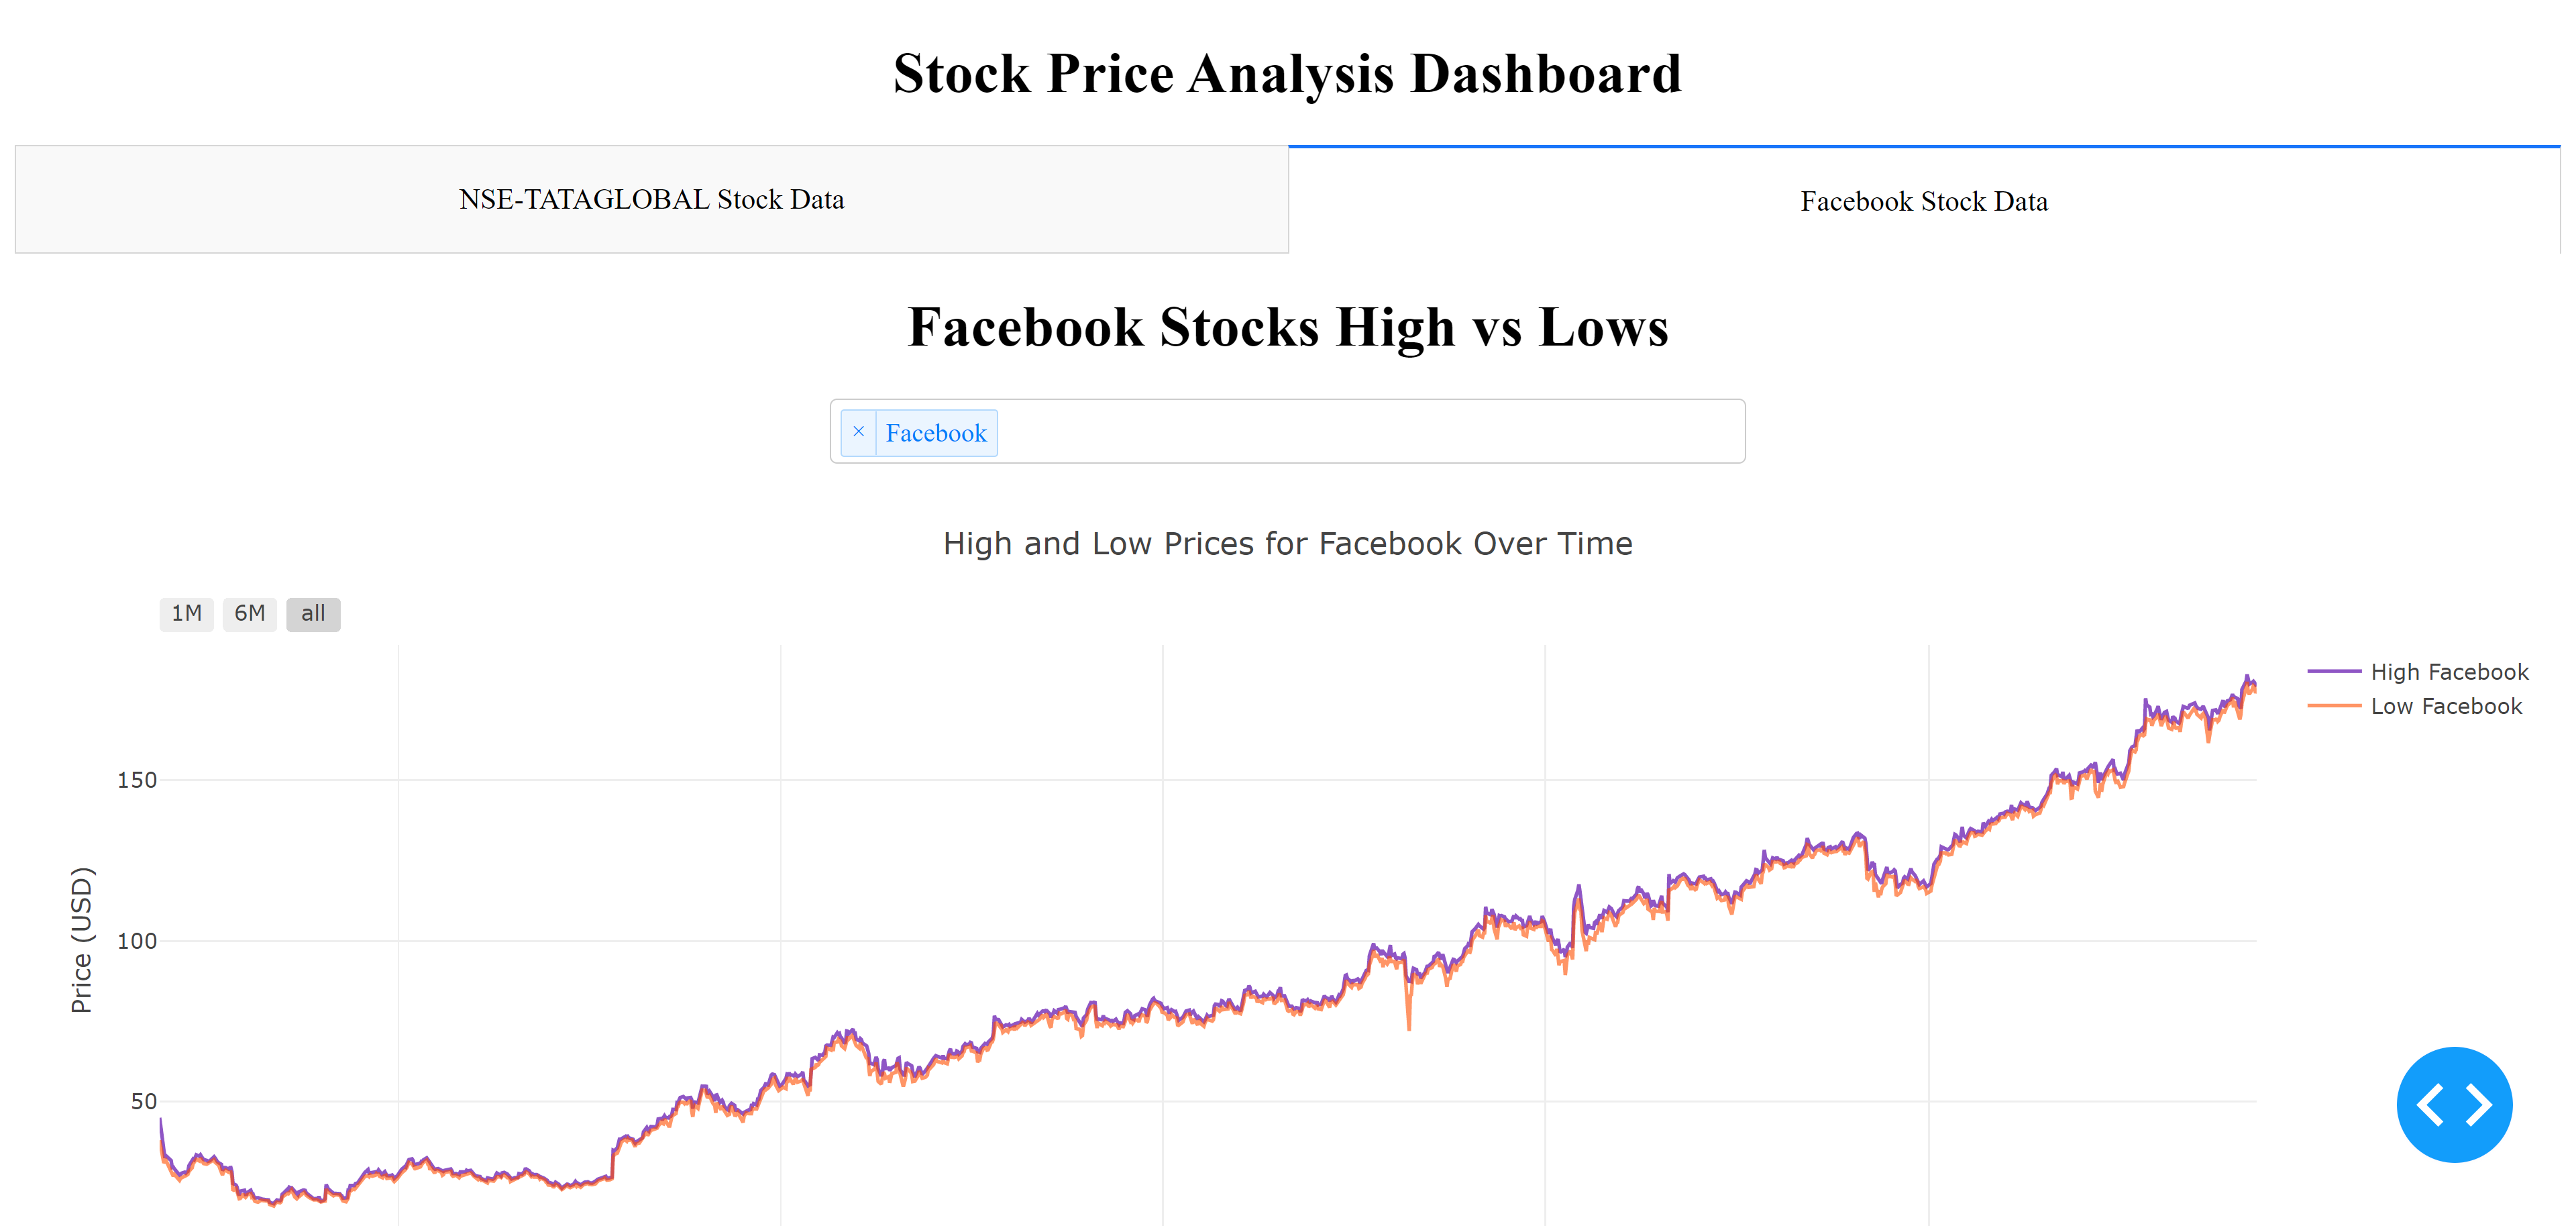 Stock Price Analysis Dashboard
NSE-TATAGLOBAL Stock Data
Facebook Stock Data
Facebook Stocks High vs Lows
× Facebook
High and Low Prices for Facebook Over Time
1M 6M all
High Facebook
Low Facebook
150
100
50
Price (USD)